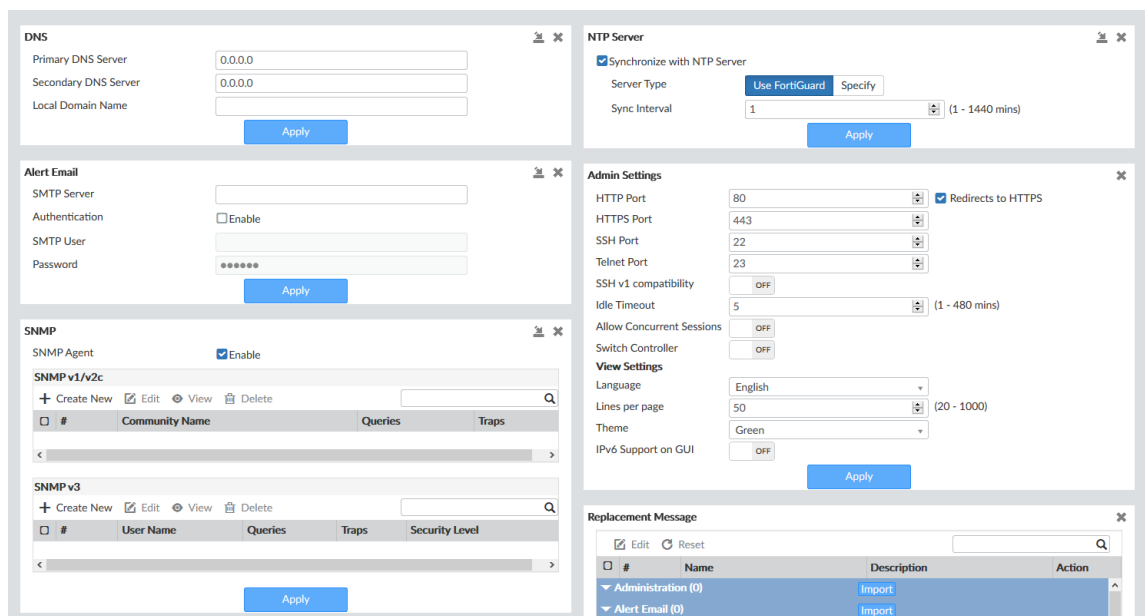 DNS
Primary DNS Server 0.0.0.0
Secondary DNS Server 0.0.0.0
Local Domain Name
Apply
Alert Email
SMTP Server
Authentication Enable
SMTP User
Password ●●●●●●
Apply
SNMP
SNMP Agent Enable
SNMP v1/v2c
Create New Edit View Delete
# Community Name Queries Traps
SNMP v3
Create New Edit View Delete
# User Name Queries Traps Security Level
Apply
NTP Server
Synchronize with NTP Server
Server Type Use FortiGuard Specify
Sync Interval 1 (1 - 1440 mins)
Apply
Admin Settings
HTTP Port 80 Redirects to HTTPS
HTTPS Port 443
SSH Port 22
Telnet Port 23
SSH v1 compatibility OFF
Idle Timeout 5 (1 - 480 mins)
Allow Concurrent Sessions OFF
Switch Controller OFF
View Settings
Language English
Lines per page 50 (20 - 1000)
Theme Green
IPv6 Support on GUI OFF
Apply
Replacement Message
Edit Reset
# Name Description Action
Administration (0) Import
Alert Email (0) Import